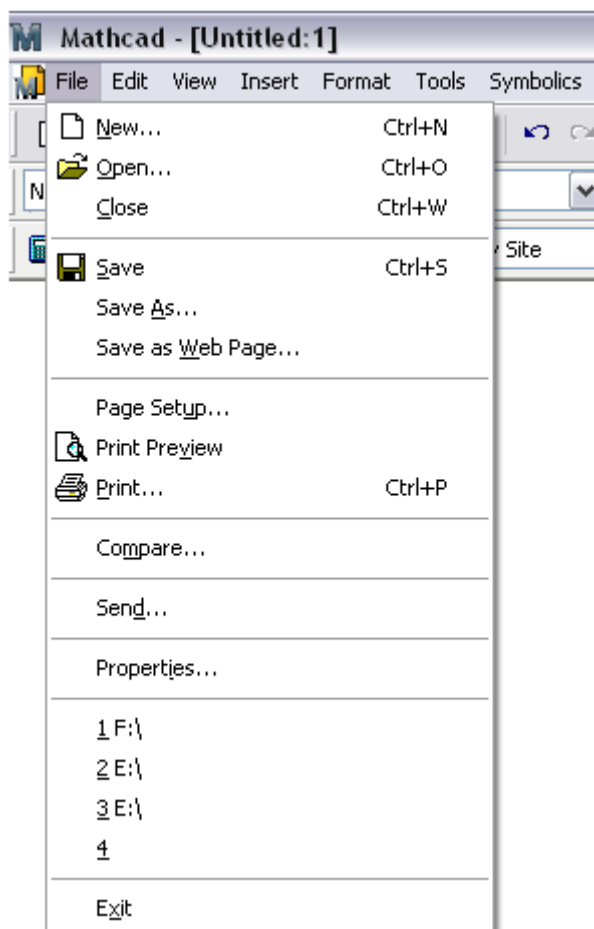 Mathcad - [Untitled:1]
File Edit View Insert Format Tools Symbolics
New... Ctrl+N
Open... Ctrl+O
Close Ctrl+W
N
Site
Save Ctrl+S
Save As...
Save as Web Page...
Page Setup...
Print Preview
Print... Ctrl+P
Compare...
Send...
Properties...
1 F:\
2 E:\
3 E:\
4
Exit